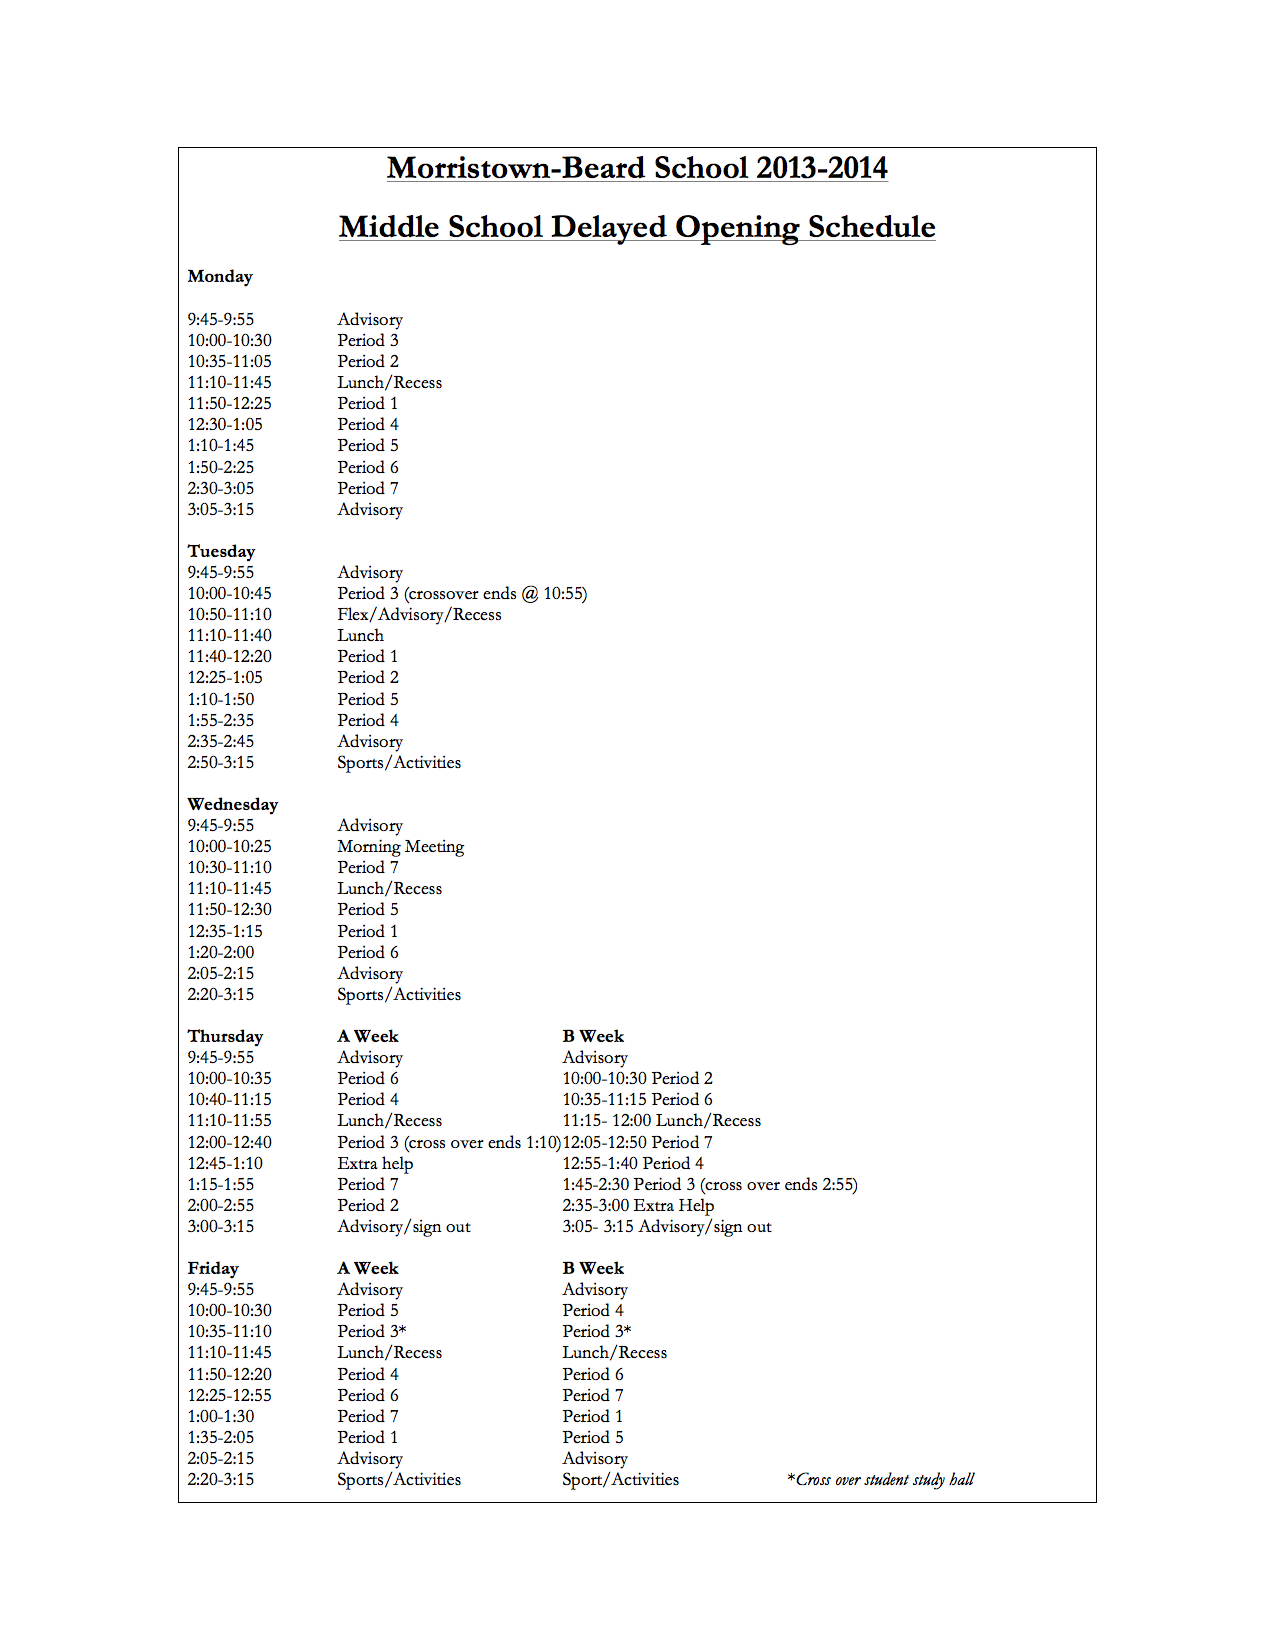 Morristown-Beard School 2013-2014
Middle School Delayed Opening Schedule
Monday
9:45-9:55 Advisory
10:00-10:30 Period 3
10:35-11:05 Period 2
11:10-11:45 Lunch/Recess
11:50-12:25 Period 1
12:30-1:05 Period 4
1:10-1:45 Period 5
1:50-2:25 Period 6
2:30-3:05 Period 7
3:05-3:15 Advisory
Tuesday
9:45-9:55 Advisory
10:00-10:45 Period 3 (crossover ends @ 10:55)
10:50-11:10 Flex/Advisory/Recess
11:10-11:40 Lunch
11:40-12:20 Period 1
12:25-1:05 Period 2
1:10-1:50 Period 5
1:55-2:35 Period 4
2:35-2:45 Advisory
2:50-3:15 Sports/Activities
Wednesday
9:45-9:55 Advisory
10:00-10:25 Morning Meeting
10:30-11:10 Period 7
11:10-11:45 Lunch/Recess
11:50-12:30 Period 5
12:35-1:15 Period 1
1:20-2:00 Period 6
2:05-2:15 Advisory
2:20-3:15 Sports/Activities
Thursday A Week B Week
9:45-9:55 Advisory Advisory
10:00-10:35 Period 6 10:00-10:30 Period 2
10:40-11:15 Period 4 10:35-11:15 Period 6
11:10-11:55 Lunch/Recess 11:15- 12:00 Lunch/Recess
12:00-12:40 Period 3 (cross over ends 1:10) 12:05-12:50 Period 7
12:45-1:10 Extra help 12:55-1:40 Period 4
1:15-1:55 Period 7 1:45-2:30 Period 3 (cross over ends 2:55)
2:00-2:55 Period 2 2:35-3:00 Extra Help
3:00-3:15 Advisory/sign out 3:05- 3:15 Advisory/sign out
Friday A Week B Week
9:45-9:55 Advisory Advisory
10:00-10:30 Period 5 Period 4
10:35-11:10 Period 3* Period 3*
11:10-11:45 Lunch/Recess Lunch/Recess
11:50-12:20 Period 4 Period 6
12:25-12:55 Period 6 Period 7
1:00-1:30 Period 7 Period 1
1:35-2:05 Period 1 Period 5
2:05-2:15 Advisory Advisory
2:20-3:15 Sports/Activities Sport/Activities *Cross over student study hall